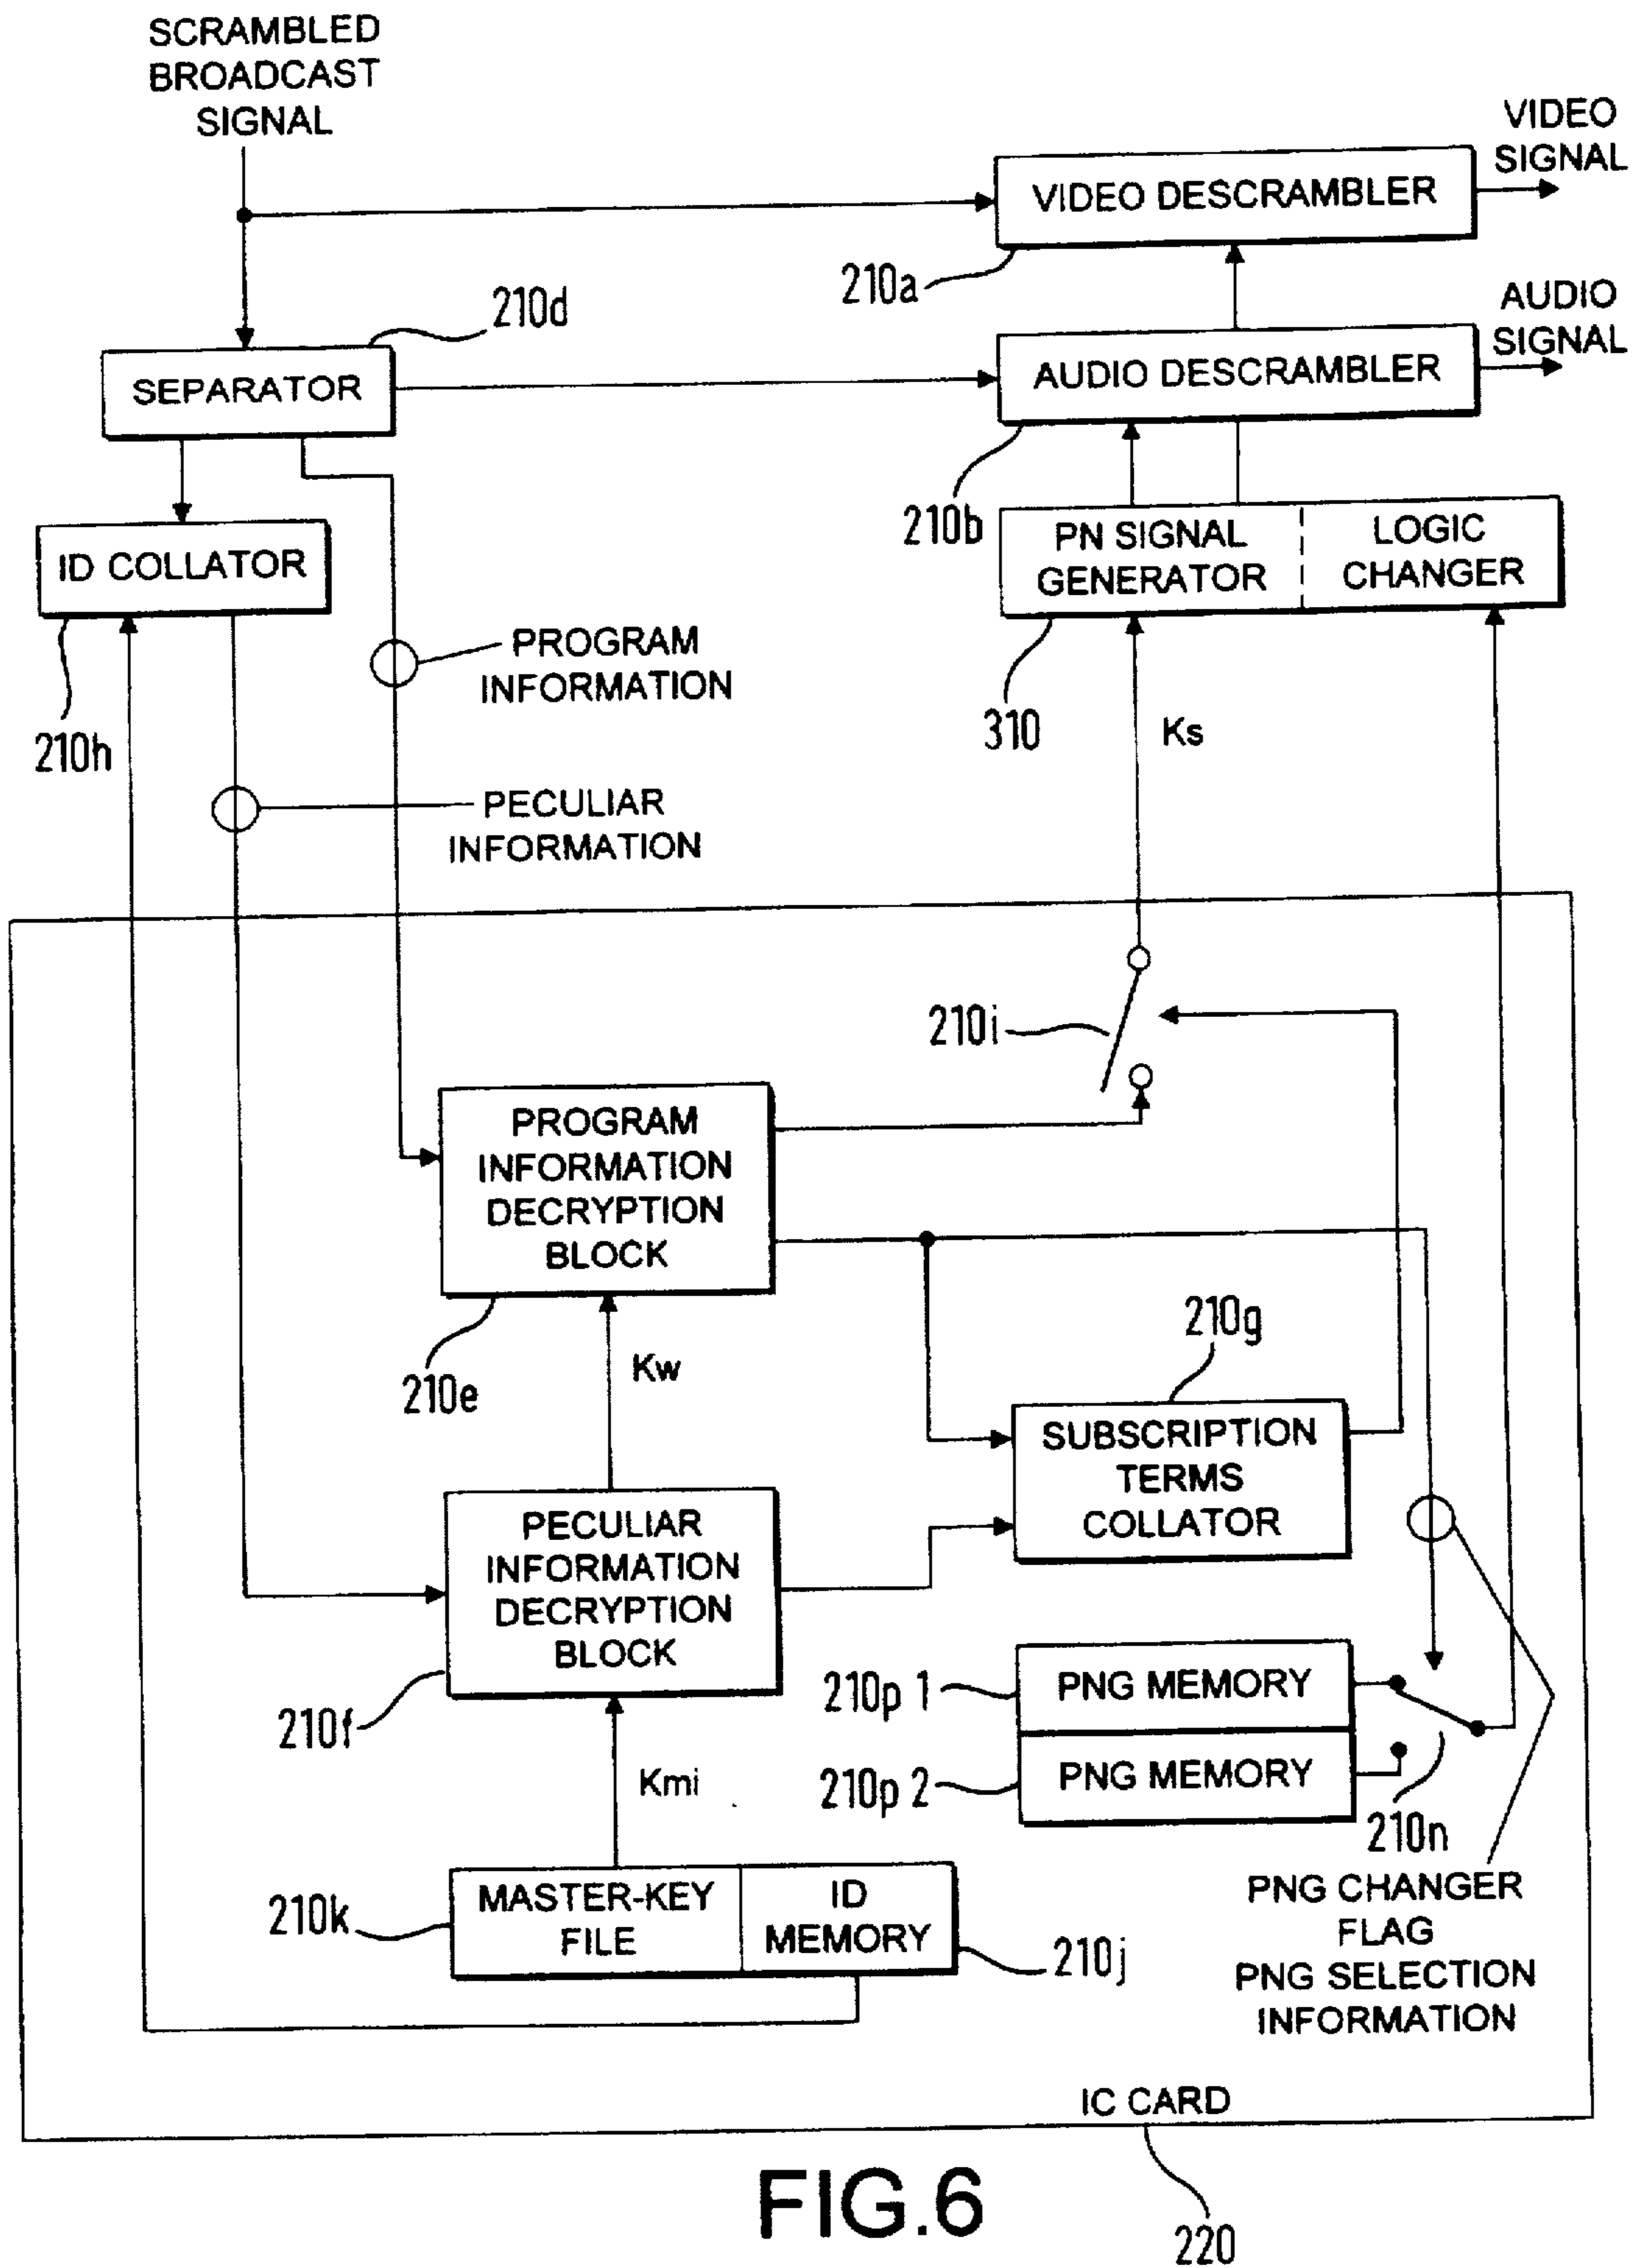 SCRAMBLED
BROADCAST
SIGNAL
VIDEO
SIGNAL
VIDEO DESCRAMBLER
210a
210d
AUDIO
SIGNAL
SEPARATOR
AUDIO DESCRAMBLER
210b
ID COLLATOR
PN SIGNAL
GENERATOR
LOGIC
CHANGER
210h
PROGRAM
INFORMATION
310
Ks
PECULIAR
INFORMATION
210i
PROGRAM
INFORMATION
DECRYPTION
BLOCK
210e
Kw
210g
SUBSCRIPTION
TERMS
COLLATOR
PECULIAR
INFORMATION
DECRYPTION
BLOCK
210f
210p 1
PNG MEMORY
210p 2
PNG MEMORY
210n
Kmi
210k
MASTER-KEY
FILE
ID
MEMORY
210j
PNG CHANGER
FLAG
PNG SELECTION
INFORMATION
IC CARD
220
FIG.6